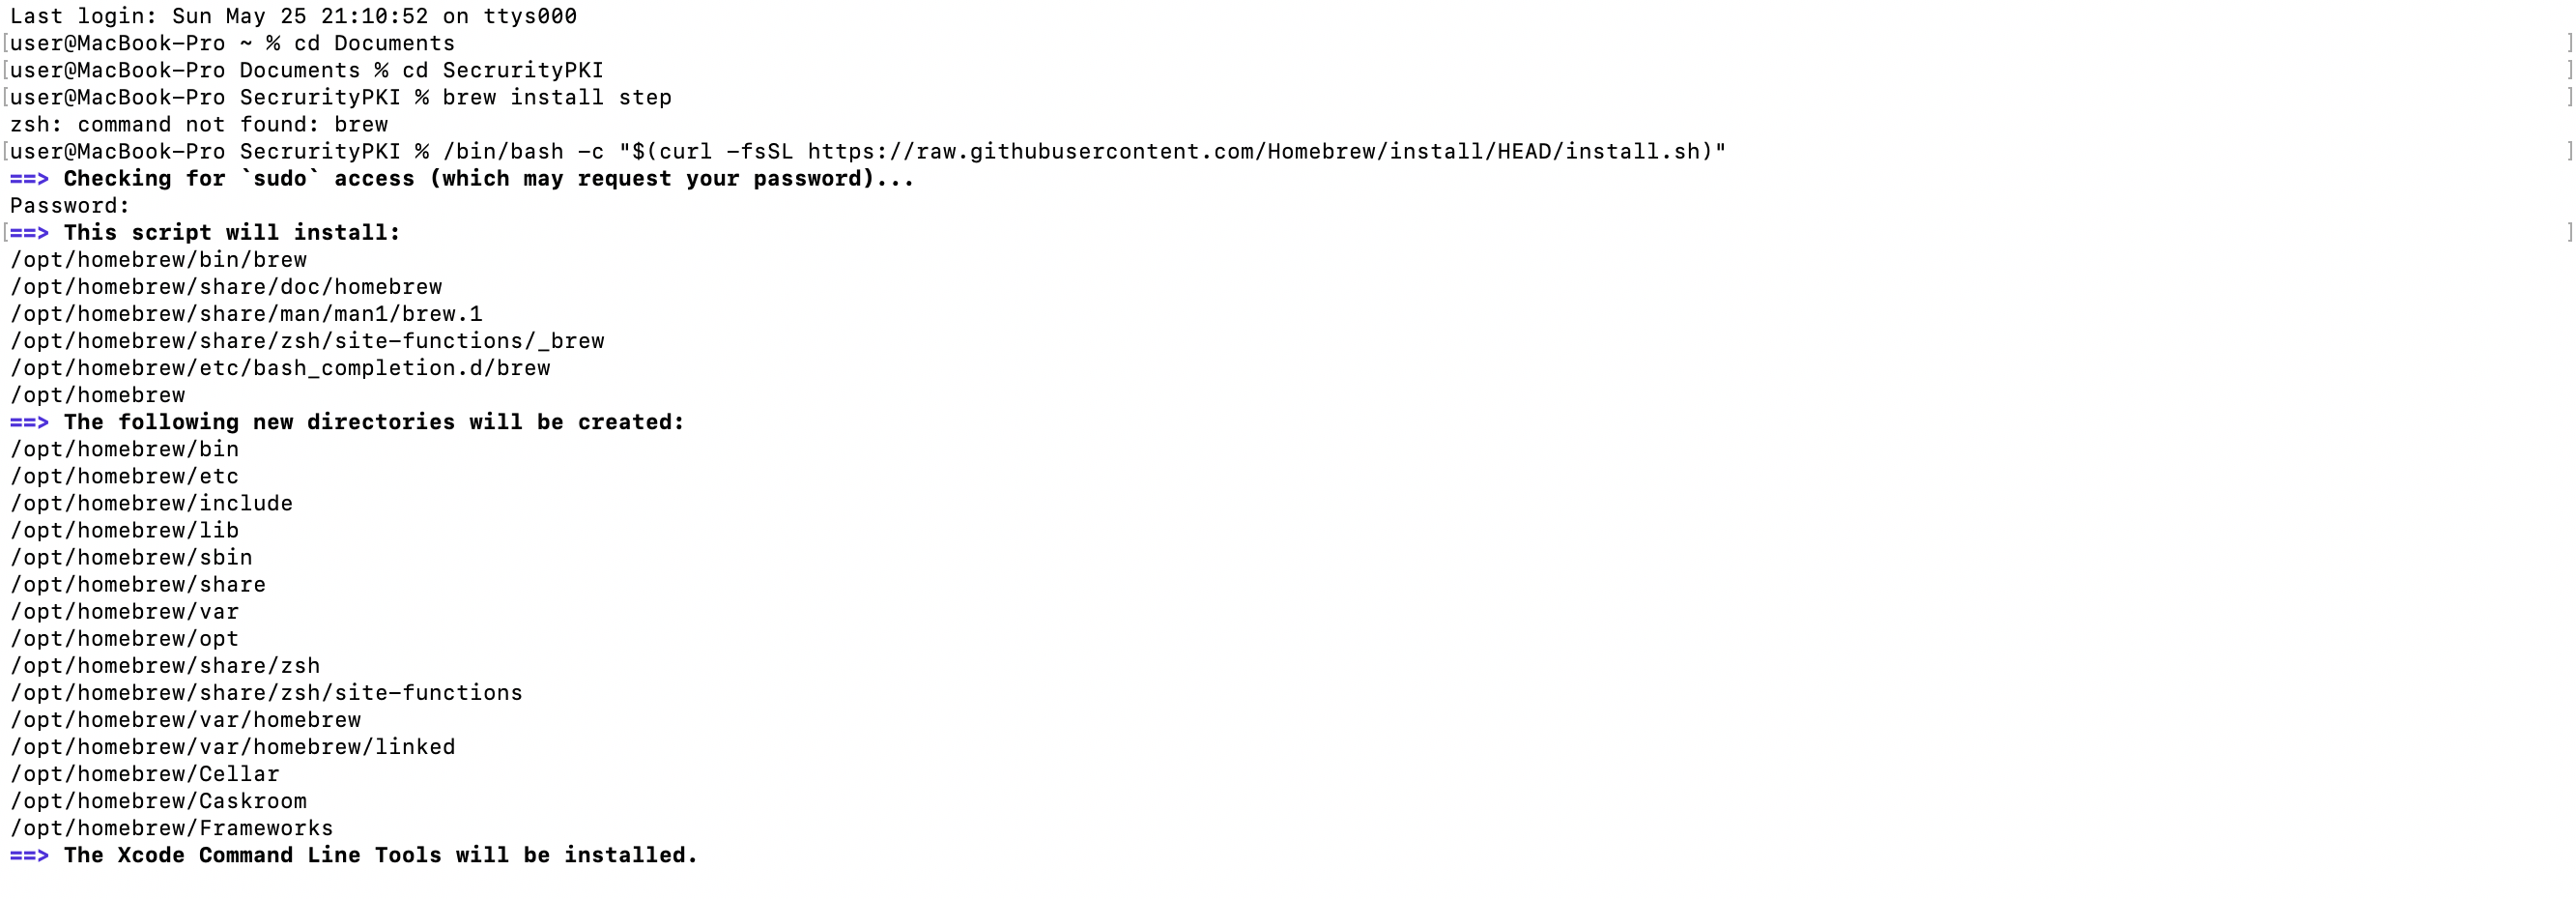 Last login: Sun May 25 21:10:52 on ttys000
[user@MacBook-Pro ~ % cd Documents ]
[user@MacBook-Pro Documents % cd SecrurityPKI ]
[user@MacBook-Pro SecrurityPKI % brew install step ]
zsh: command not found: brew
[user@MacBook-Pro SecrurityPKI % /bin/bash -c "$(curl -fsSL https://raw.githubusercontent.com/Homebrew/install/HEAD/install.sh)" ]
==> Checking for `sudo` access (which may request your password)...
Password:
[==> This script will install: ]
/opt/homebrew/bin/brew
/opt/homebrew/share/doc/homebrew
/opt/homebrew/share/man/man1/brew.1
/opt/homebrew/share/zsh/site-functions/_brew
/opt/homebrew/etc/bash_completion.d/brew
/opt/homebrew
==> The following new directories will be created:
/opt/homebrew/bin
/opt/homebrew/etc
/opt/homebrew/include
/opt/homebrew/lib
/opt/homebrew/sbin
/opt/homebrew/share
/opt/homebrew/var
/opt/homebrew/opt
/opt/homebrew/share/zsh
/opt/homebrew/share/zsh/site-functions
/opt/homebrew/var/homebrew
/opt/homebrew/var/homebrew/linked
/opt/homebrew/Cellar
/opt/homebrew/Caskroom
/opt/homebrew/Frameworks
==> The Xcode Command Line Tools will be installed.